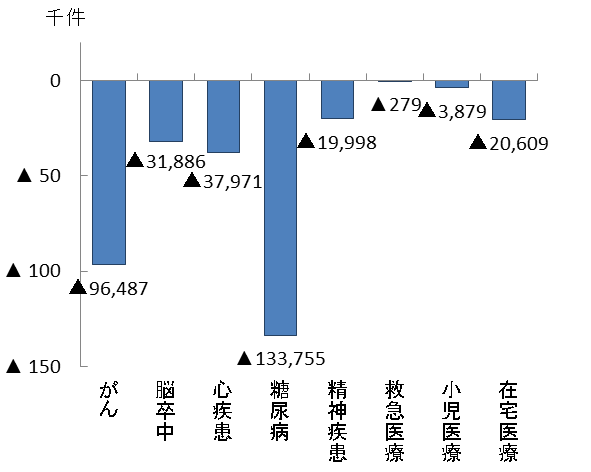 千件
0
▲ 50
▲ 100
▲ 150
▲ 96,487
▲ 31,886
▲ 37,971
▲ 133,755
▲ 19,998
▲ 279
▲ 3,879
▲ 20,609
がん
脳卒中
心疾患
糖尿病
精神疾患
救急医療
小児医療
在宅医療